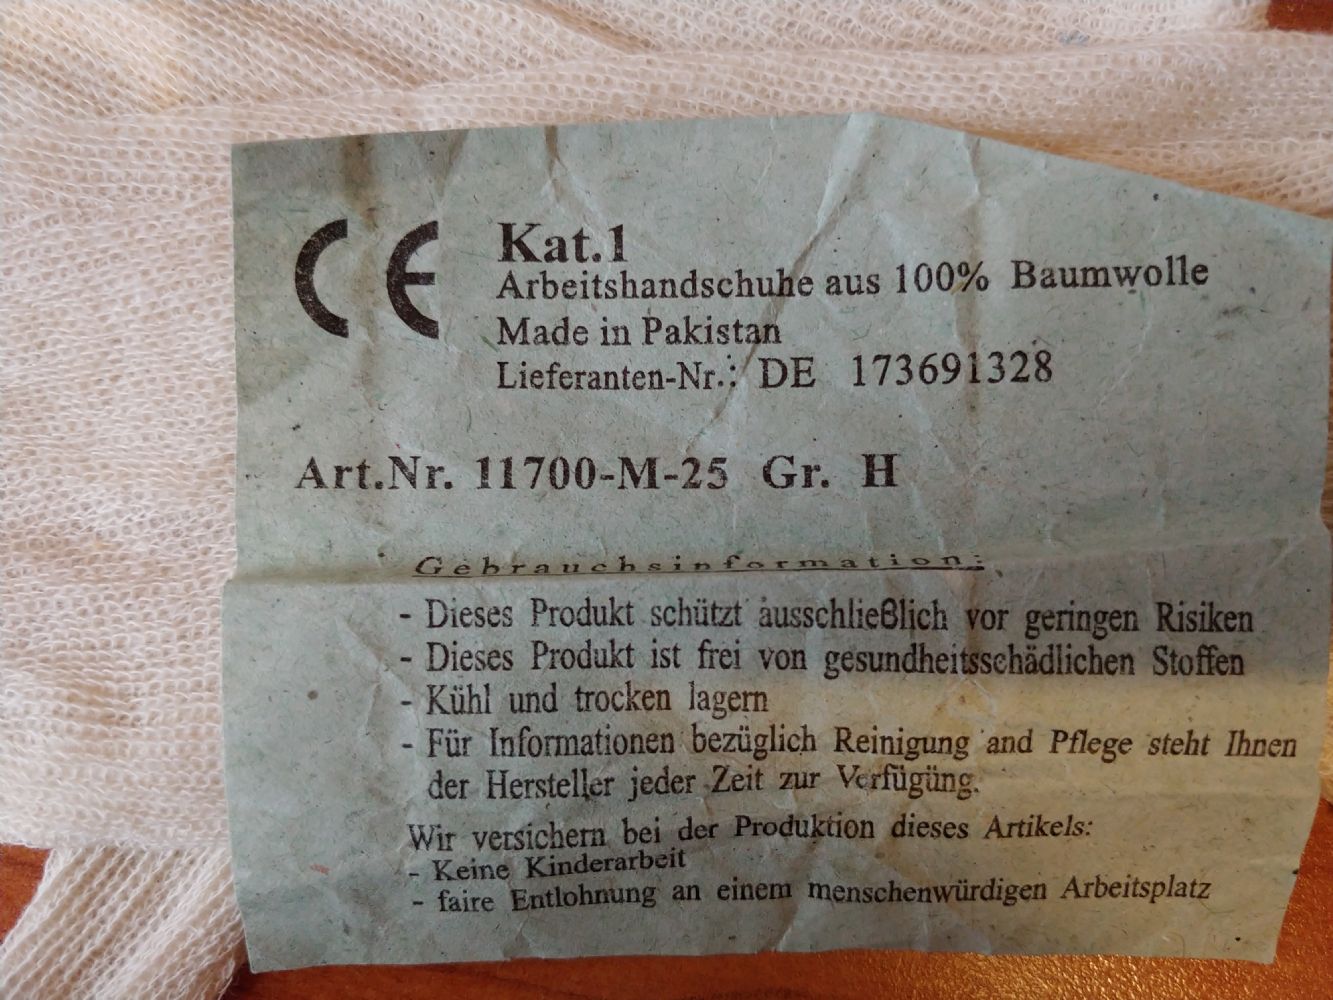 CE
Kat.1
Arbeitshandschuhe aus 100% Baumwolle
Made in Pakistan
Lieferanten-Nr.: DE 173691328
Art.Nr. 11700-M-25 Gr. H
Gebrauchsinformation:
- Dieses Produkt schützt ausschließlich vor geringen Risiken
- Dieses Produkt ist frei von gesundheitsschädlichen Stoffen
- Kühl und trocken lagern
- Für Informationen bezüglich Reinigung and Pflege steht Ihnen
der Hersteller jeder Zeit zur Verfügüng.
Wir versichern bei der Produktion dieses Artikels:
- Keine Kinderarbeit
- faire Entlohnung an einem menschenwürdigen Arbeitsplatz